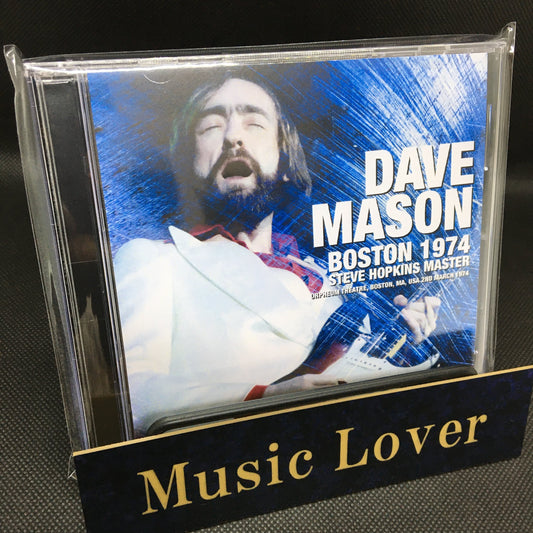 DAVE
MASON
BOSTON 1974
STEVE HOPKINS MASTER
ORPHEUM THEATRE, BOSTON, MA, USA 2ND MARCH 1974
Music Lover